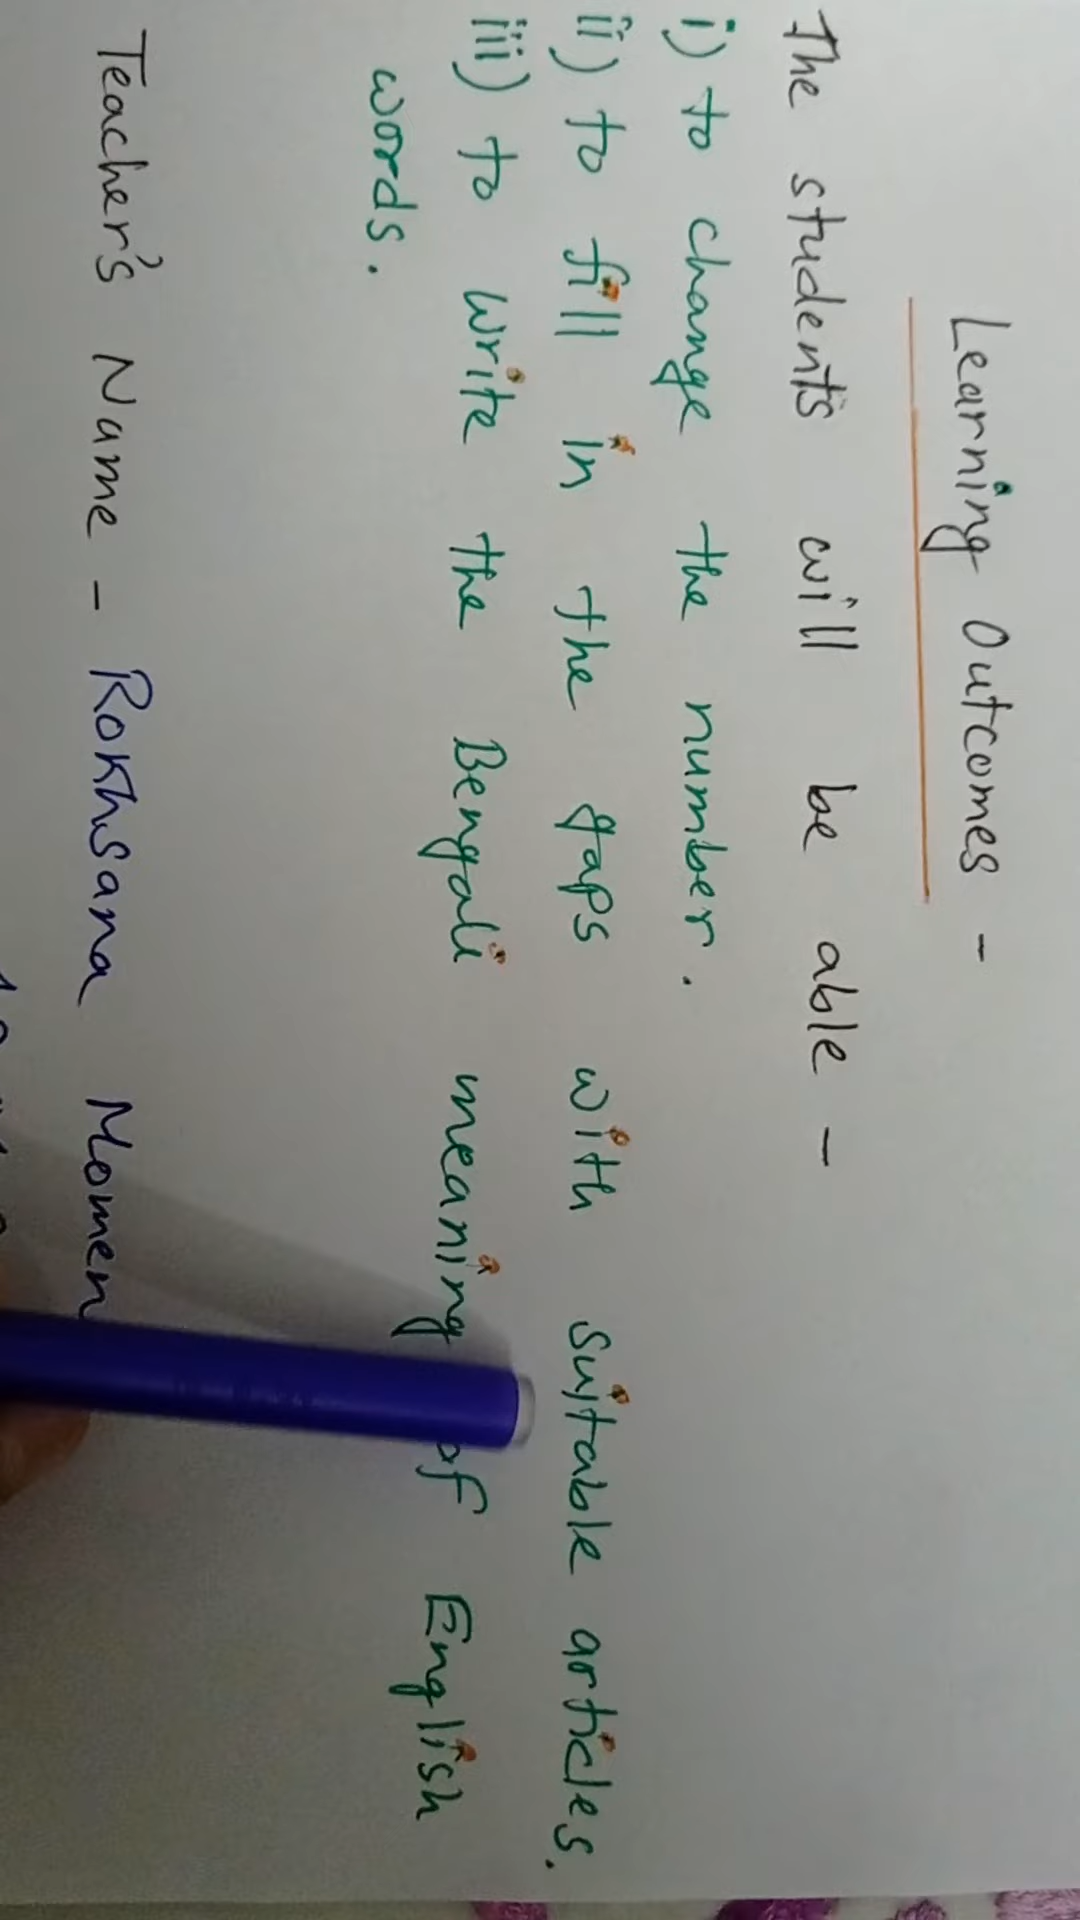 Learning Outcomes -
The students will be able -
i) to change the number.
ii) to fill in the gaps with suitable articles.
iii) to write the Bengali meaning of English
words.
Teacher's Name - Rokhsana Momen